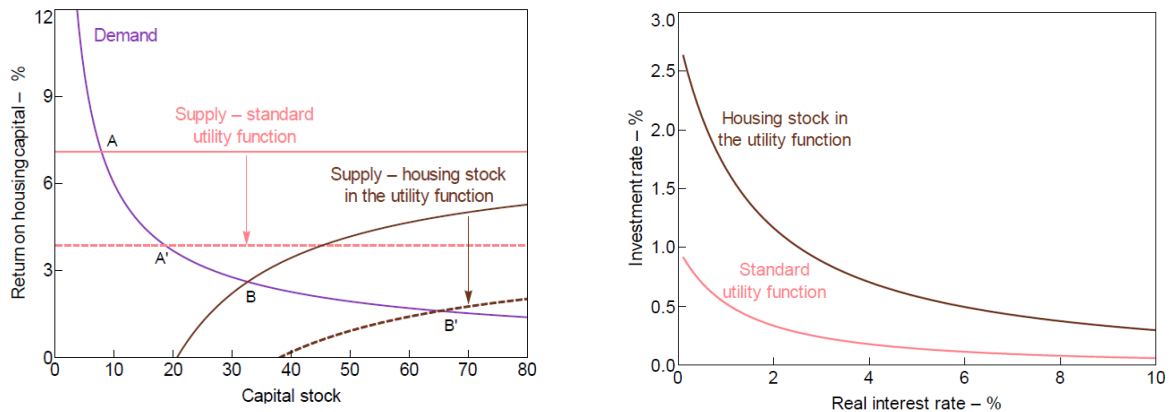 12
9
6
3
0
Return on housing capital – %
Demand
Supply – standard
utility function
Supply – housing stock
in the utility function
A
A'
B
B'
0
10
20
30
40
50
60
70
80
Capital stock
3.0
2.5
2.0
1.5
1.0
0.5
0.0
Investment rate – %
Housing stock in
the utility function
Standard
utility function
0
2
4
6
8
10
Real interest rate – %